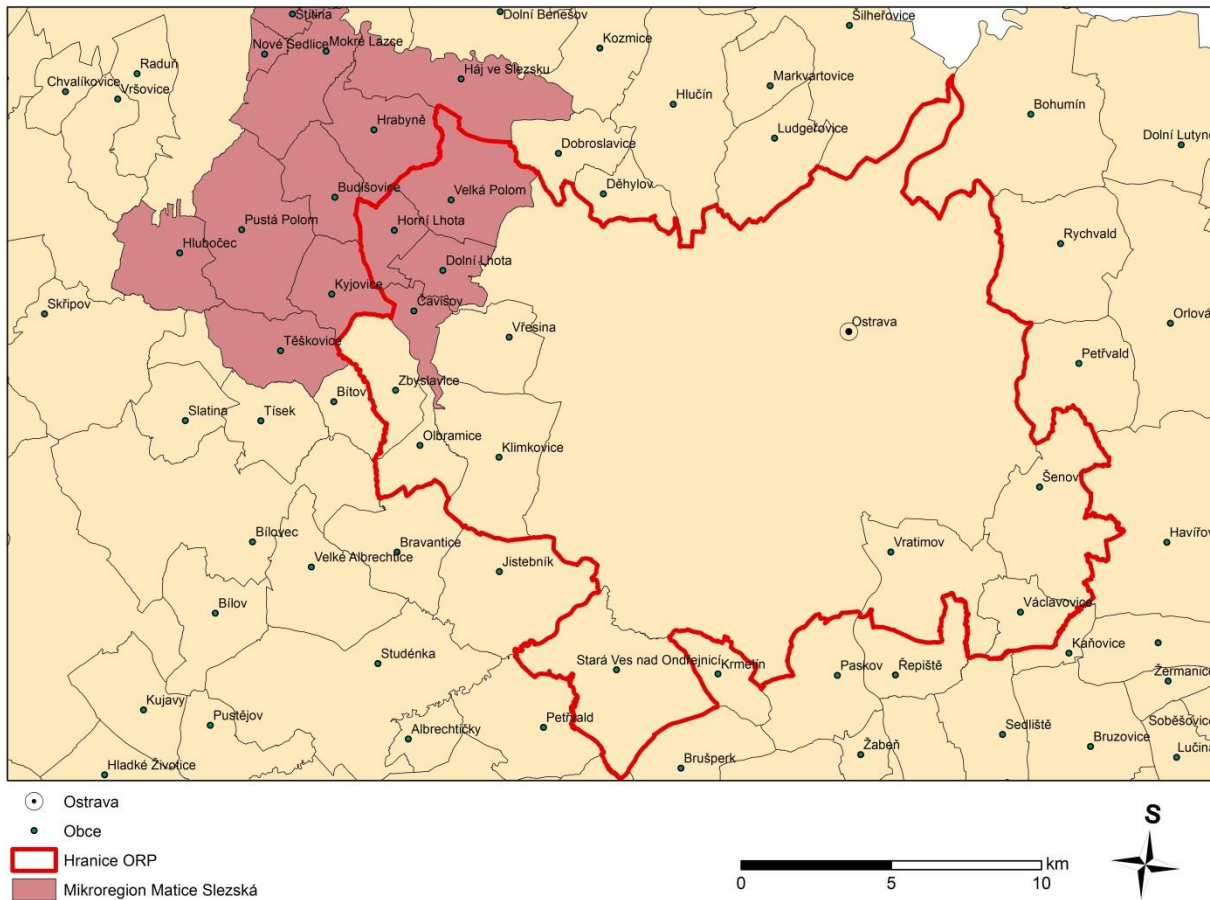 Štítina
Dolní Benešov
Šilheřovice
Kozmice
Nové Sedlice
Mokré Lazce
Raduň
Háj ve Slezsku
Markvartovice
Chvalíkovice
Vršovice
Hlučín
Bohumín
Hrabyně
Ludgeřovice
Dobroslavice
Dolní Lutyně
Budišovice
Velká Polom
Děhylov
Pustá Polom
Horní Lhota
Rychvald
Hlubočec
Dolní Lhota
Kyjovice
Čavisov
Skřipov
Vřesina
Ostrava
Orlová
Těškovice
Petřvald
Zbyslavice
Bítov
Slatina
Tísek
Olbramice
Klimkovice
Šenov
Bílovec
Bravantice
Vratimov
Havířov
Velké Albrechtice
Jistebník
Bílov
Václavovice
Kaňovice
Studénka
Stará Ves nad Ondřejnicí
Krmelín
Paskov
Řepiště
Žermanice
Kujavy
Pustějov
Petřvald
Albrechtičky
Sedliště
Soběšovice
Bruzovice
Hladké Životice
Brušperk
Žabeň
Lučina
Ostrava
Obce
Hranice ORP
Mikroregion Matice Slezská
km
0 5 10
S